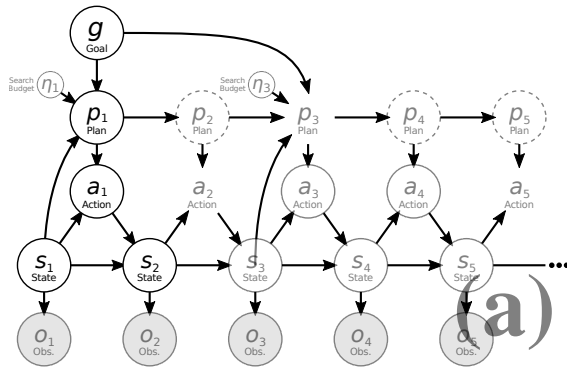 g
Goal
Search
Budget
η1
Search
Budget
η3
p1
Plan
p2
Plan
p3
Plan
p4
Plan
p5
Plan
a1
Action
a2
Action
a3
Action
a4
Action
a5
Action
s1
State
s2
State
s3
State
s4
State
s5
State
•••
o1
Obs.
o2
Obs.
o3
Obs.
o4
Obs.
o5
Obs.
(a)